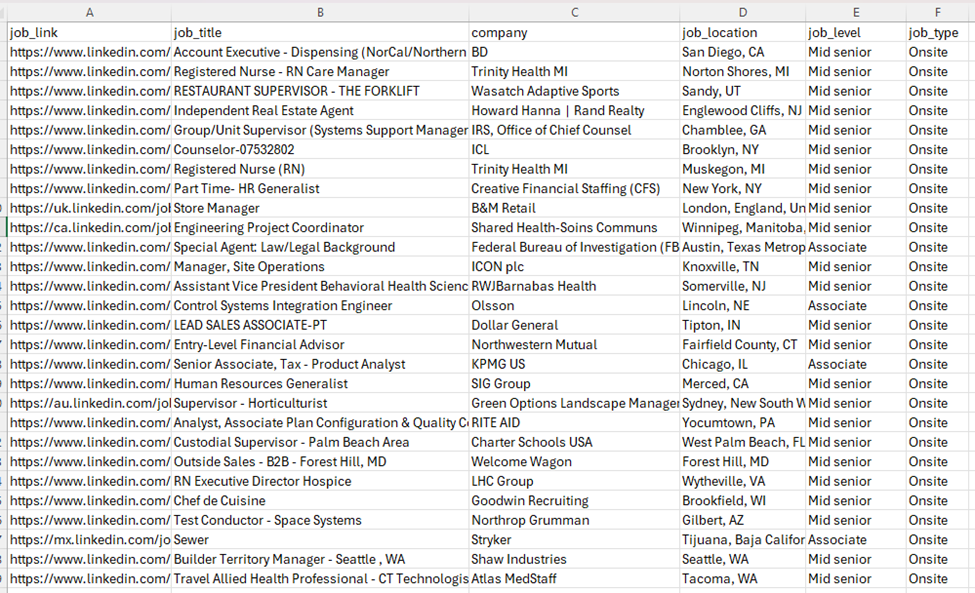 A B C D E F
job_link job_title company job_location job_level job_type
https://www.linkedin.com/ Account Executive - Dispensing (NorCal/Northern BD San Diego, CA Mid senior Onsite
https://www.linkedin.com/ Registered Nurse - RN Care Manager Trinity Health MI Norton Shores, MI Mid senior Onsite
https://www.linkedin.com/ RESTAURANT SUPERVISOR - THE FORKLIFT Wasatch Adaptive Sports Sandy, UT Mid senior Onsite
https://www.linkedin.com/ Independent Real Estate Agent Howard Hanna | Rand Realty Englewood Cliffs, NJ Mid senior Onsite
https://www.linkedin.com/ Group/Unit Supervisor (Systems Support Manager IRS, Office of Chief Counsel Chamblee, GA Mid senior Onsite
https://www.linkedin.com/ Counselor-07532802 ICL Brooklyn, NY Mid senior Onsite
https://www.linkedin.com/ Registered Nurse (RN) Trinity Health MI Muskegon, MI Mid senior Onsite
https://www.linkedin.com/ Part Time- HR Generalist Creative Financial Staffing (CFS) New York, NY Mid senior Onsite
https://uk.linkedin.com/jo Store Manager B&M Retail London, England, Un Mid senior Onsite
https://ca.linkedin.com/jo Engineering Project Coordinator Shared Health-Soins Communs Winnipeg, Manitoba, Mid senior Onsite
https://www.linkedin.com/ Special Agent: Law/Legal Background Federal Bureau of Investigation (FB Austin, Texas Metrop Associate Onsite
https://www.linkedin.com/ Manager, Site Operations ICON plc Knoxville, TN Mid senior Onsite
https://www.linkedin.com/ Assistant Vice President Behavioral Health Scienc RWJBarnabas Health Somerville, NJ Mid senior Onsite
https://www.linkedin.com/ Control Systems Integration Engineer Olsson Lincoln, NE Associate Onsite
https://www.linkedin.com/ LEAD SALES ASSOCIATE-PT Dollar General Tipton, IN Mid senior Onsite
https://www.linkedin.com/ Entry-Level Financial Advisor Northwestern Mutual Fairfield County, CT Mid senior Onsite
https://www.linkedin.com/ Senior Associate, Tax - Product Analyst KPMG US Chicago, IL Associate Onsite
https://www.linkedin.com/ Human Resources Generalist SIG Group Merced, CA Mid senior Onsite
https://au.linkedin.com/jo Supervisor - Horticulturist Green Options Landscape Manager Sydney, New South W Mid senior Onsite
https://www.linkedin.com/ Analyst, Associate Plan Configuration & Quality Co RITE AID Yocumtown, PA Mid senior Onsite
https://www.linkedin.com/ Custodial Supervisor - Palm Beach Area Charter Schools USA West Palm Beach, FL Mid senior Onsite
https://www.linkedin.com/ Outside Sales - B2B - Forest Hill, MD Welcome Wagon Forest Hill, MD Mid senior Onsite
https://www.linkedin.com/ RN Executive Director Hospice LHC Group Wytheville, VA Mid senior Onsite
https://www.linkedin.com/ Chef de Cuisine Goodwin Recruiting Brookfield, WI Mid senior Onsite
https://www.linkedin.com/ Test Conductor - Space Systems Northrop Grumman Gilbert, AZ Mid senior Onsite
https://mx.linkedin.com/jo Sewer Stryker Tijuana, Baja Califor Associate Onsite
https://www.linkedin.com/ Builder Territory Manager - Seattle , WA Shaw Industries Seattle, WA Mid senior Onsite
https://www.linkedin.com/ Travel Allied Health Professional - CT Technologis Atlas MedStaff Tacoma, WA Mid senior Onsite